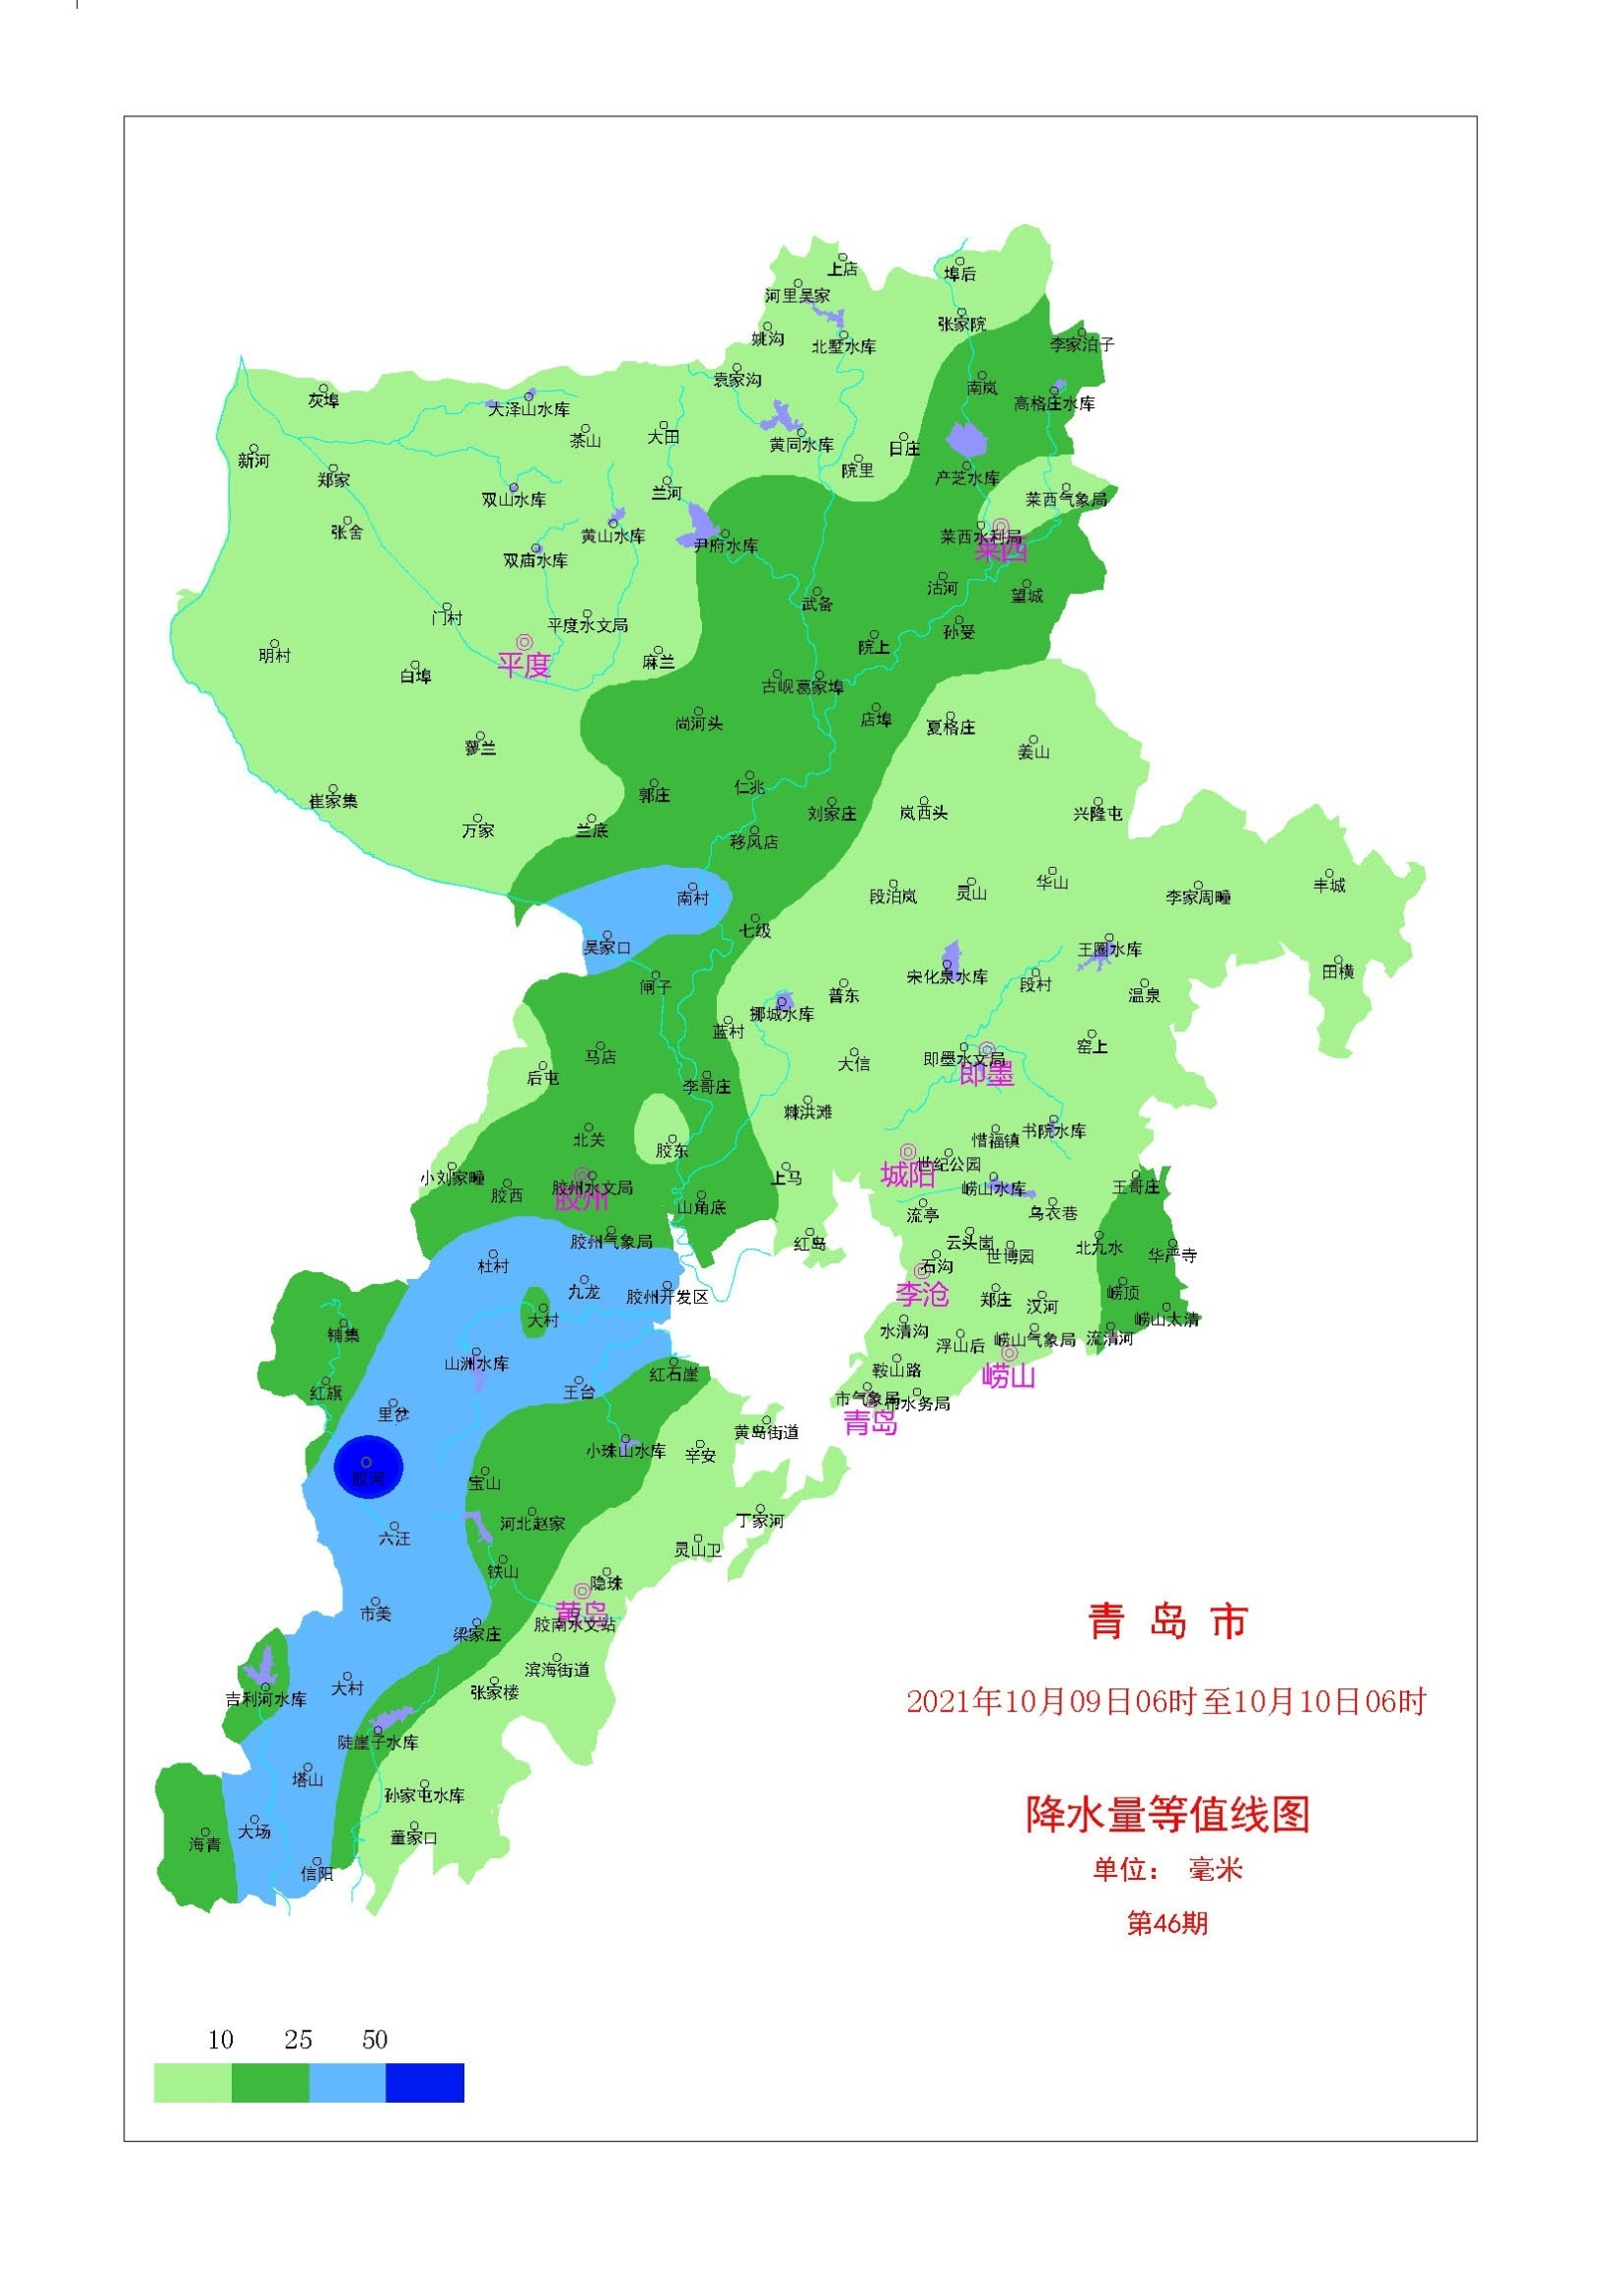 上店
埠后
河里吴家
张家院
姚沟
北墅水库
李家泊子
袁家沟
南岚
灰埠
大泽山水库
高格庄水库
茶山
大田
黄同水库
日庄
新河
院里
郑家
产芝水库
双山水库
兰河
莱西气象局
张舍
黄山水库
尹府水库
莱西水利局
莱西
双庙水库
沽河
望城
武备
门村
平度水文局
孙受
院上
明村
平度
麻兰
白埠
古岘
葛家埠
尚河头
店埠
夏格庄
蓼兰
姜山
崔家集
郭庄
仁兆
刘家庄
岚西头
兴隆屯
万家
兰底
移风店
南村
段泊岚
灵山
华山
李家周疃
丰城
七级
吴家口
王圈水库
闸子
宋化泉水库
段村
田横
普东
温泉
挪城水库
蓝村
马店
大信
即墨水文局
即墨
窑上
后屯
李哥庄
棘洪滩
北关
胶东
惜福镇
书院水库
小刘家疃
上马
城阳
世纪公园
胶西
胶州水文局
胶州
崂山水库
王哥庄
山角底
流亭
乌衣巷
胶州气象局
红岛
云头崮
世博园
北九水
华严寺
杜村
石沟
九龙
胶州开发区
李沧
郑庄
汉河
崂顶
大村
崂山太清
铺集
水清沟
浮山后
崂山气象局
流清河
山洲水库
红石崖
鞍山路
崂山
红旗
王台
市气象局
市水务局
里岔
青岛
黄岛街道
小珠山水库
辛安
胶河
宝山
河北赵家
丁家河
六汪
灵山卫
铁山
隐珠
市美
黄岛
胶南水文站
梁家庄
青 岛 市
滨海街道
大村
张家楼
吉利河水库
2021年10月09日06时至10月10日06时
陡崖子水库
塔山
孙家屯水库
降水量等值线图
大场
董家口
海青
单位： 毫米
信阳
第46期
10 25 50